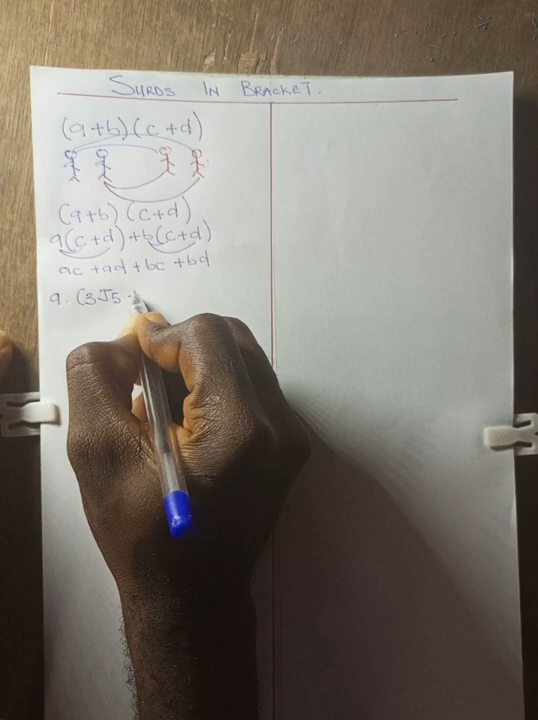 SURDS IN BRACKET.
(a+b)(c+d)
(a+b) (c+d)
a(c+d)+b(c+d)
ac +ad +bc +bd
a. (3√5